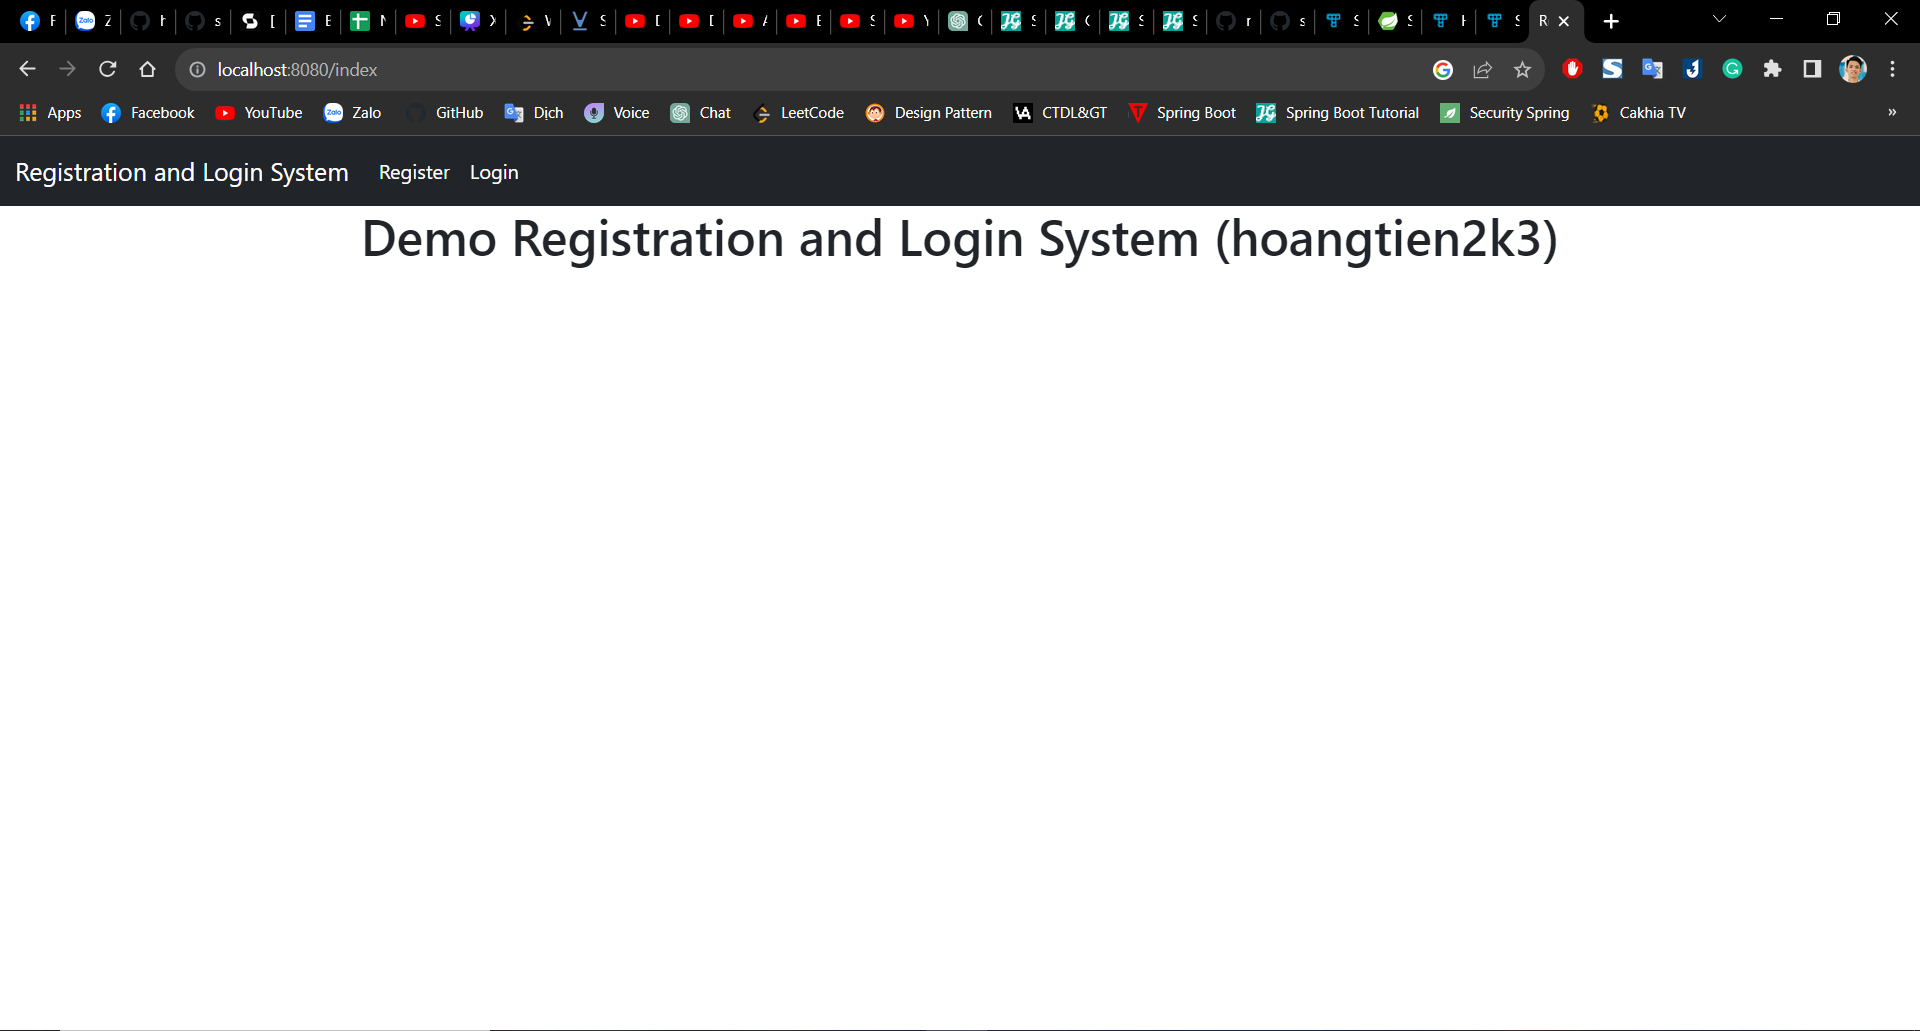 localhost:8080/index
Apps Facebook YouTube Zalo GitHub Dịch Voice Chat LeetCode Design Pattern CTDL&GT Spring Boot Spring Boot Tutorial Security Spring Cakhia TV »
Registration and Login System Register Login
Demo Registration and Login System (hoangtien2k3)